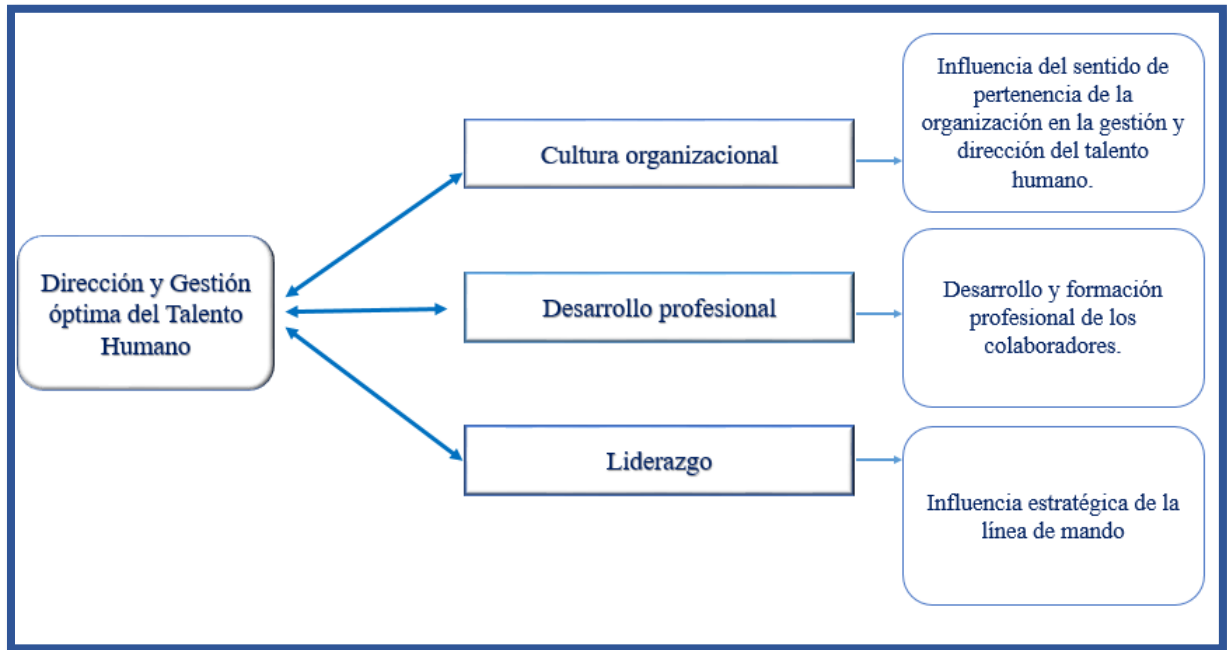 Dirección y Gestión
óptima del Talento
Humano
Cultura organizacional
Influencia del sentido de
pertenencia de la
organización en la gestión y
dirección del talento
humano.
Desarrollo profesional
Desarrollo y formación
profesional de los
colaboradores.
Liderazgo
Influencia estratégica de la
línea de mando